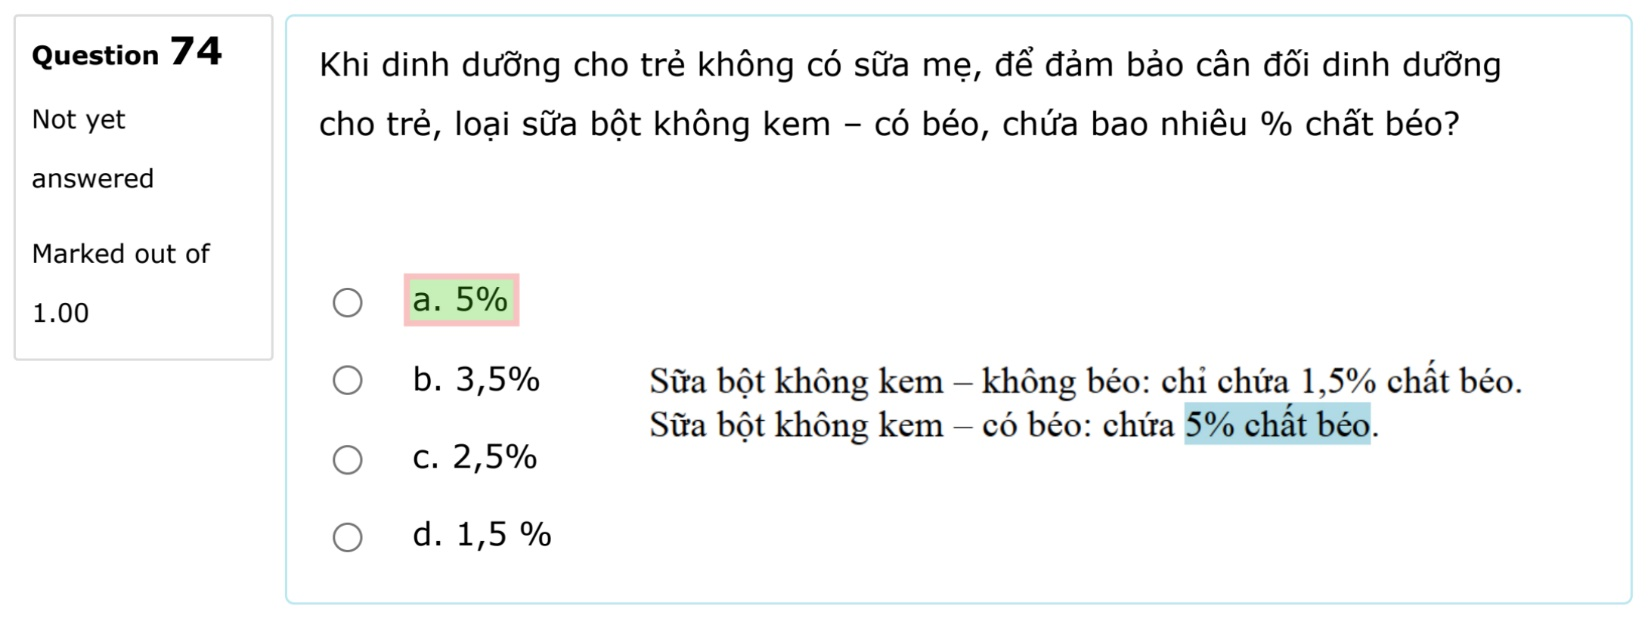 Question 74
Not yet
answered
Marked out of
1.00
Khi dinh dưỡng cho trẻ không có sữa mẹ, để đảm bảo cân đối dinh dưỡng
cho trẻ, loại sữa bột không kem – có béo, chứa bao nhiêu % chất béo?
a. 5%
b. 3,5%
c. 2,5%
d. 1,5 %
Sữa bột không kem – không béo: chỉ chứa 1,5% chất béo.
Sữa bột không kem – có béo: chứa 5% chất béo.